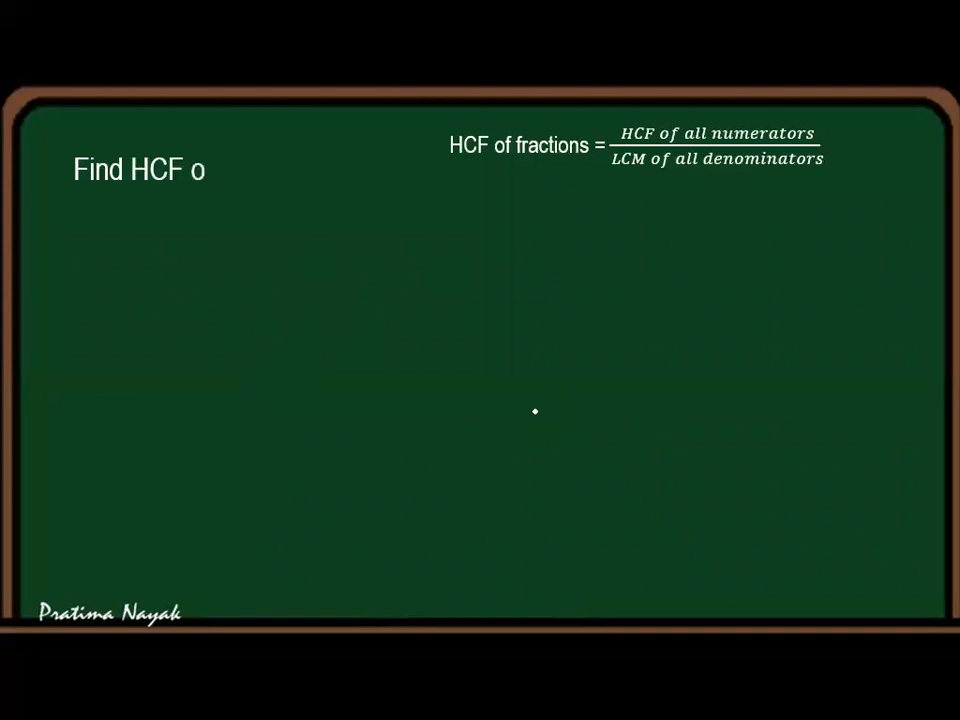 Find HCF o
HCF of fractions = HCF of all numerators / LCM of all denominators
Pratima Nayak